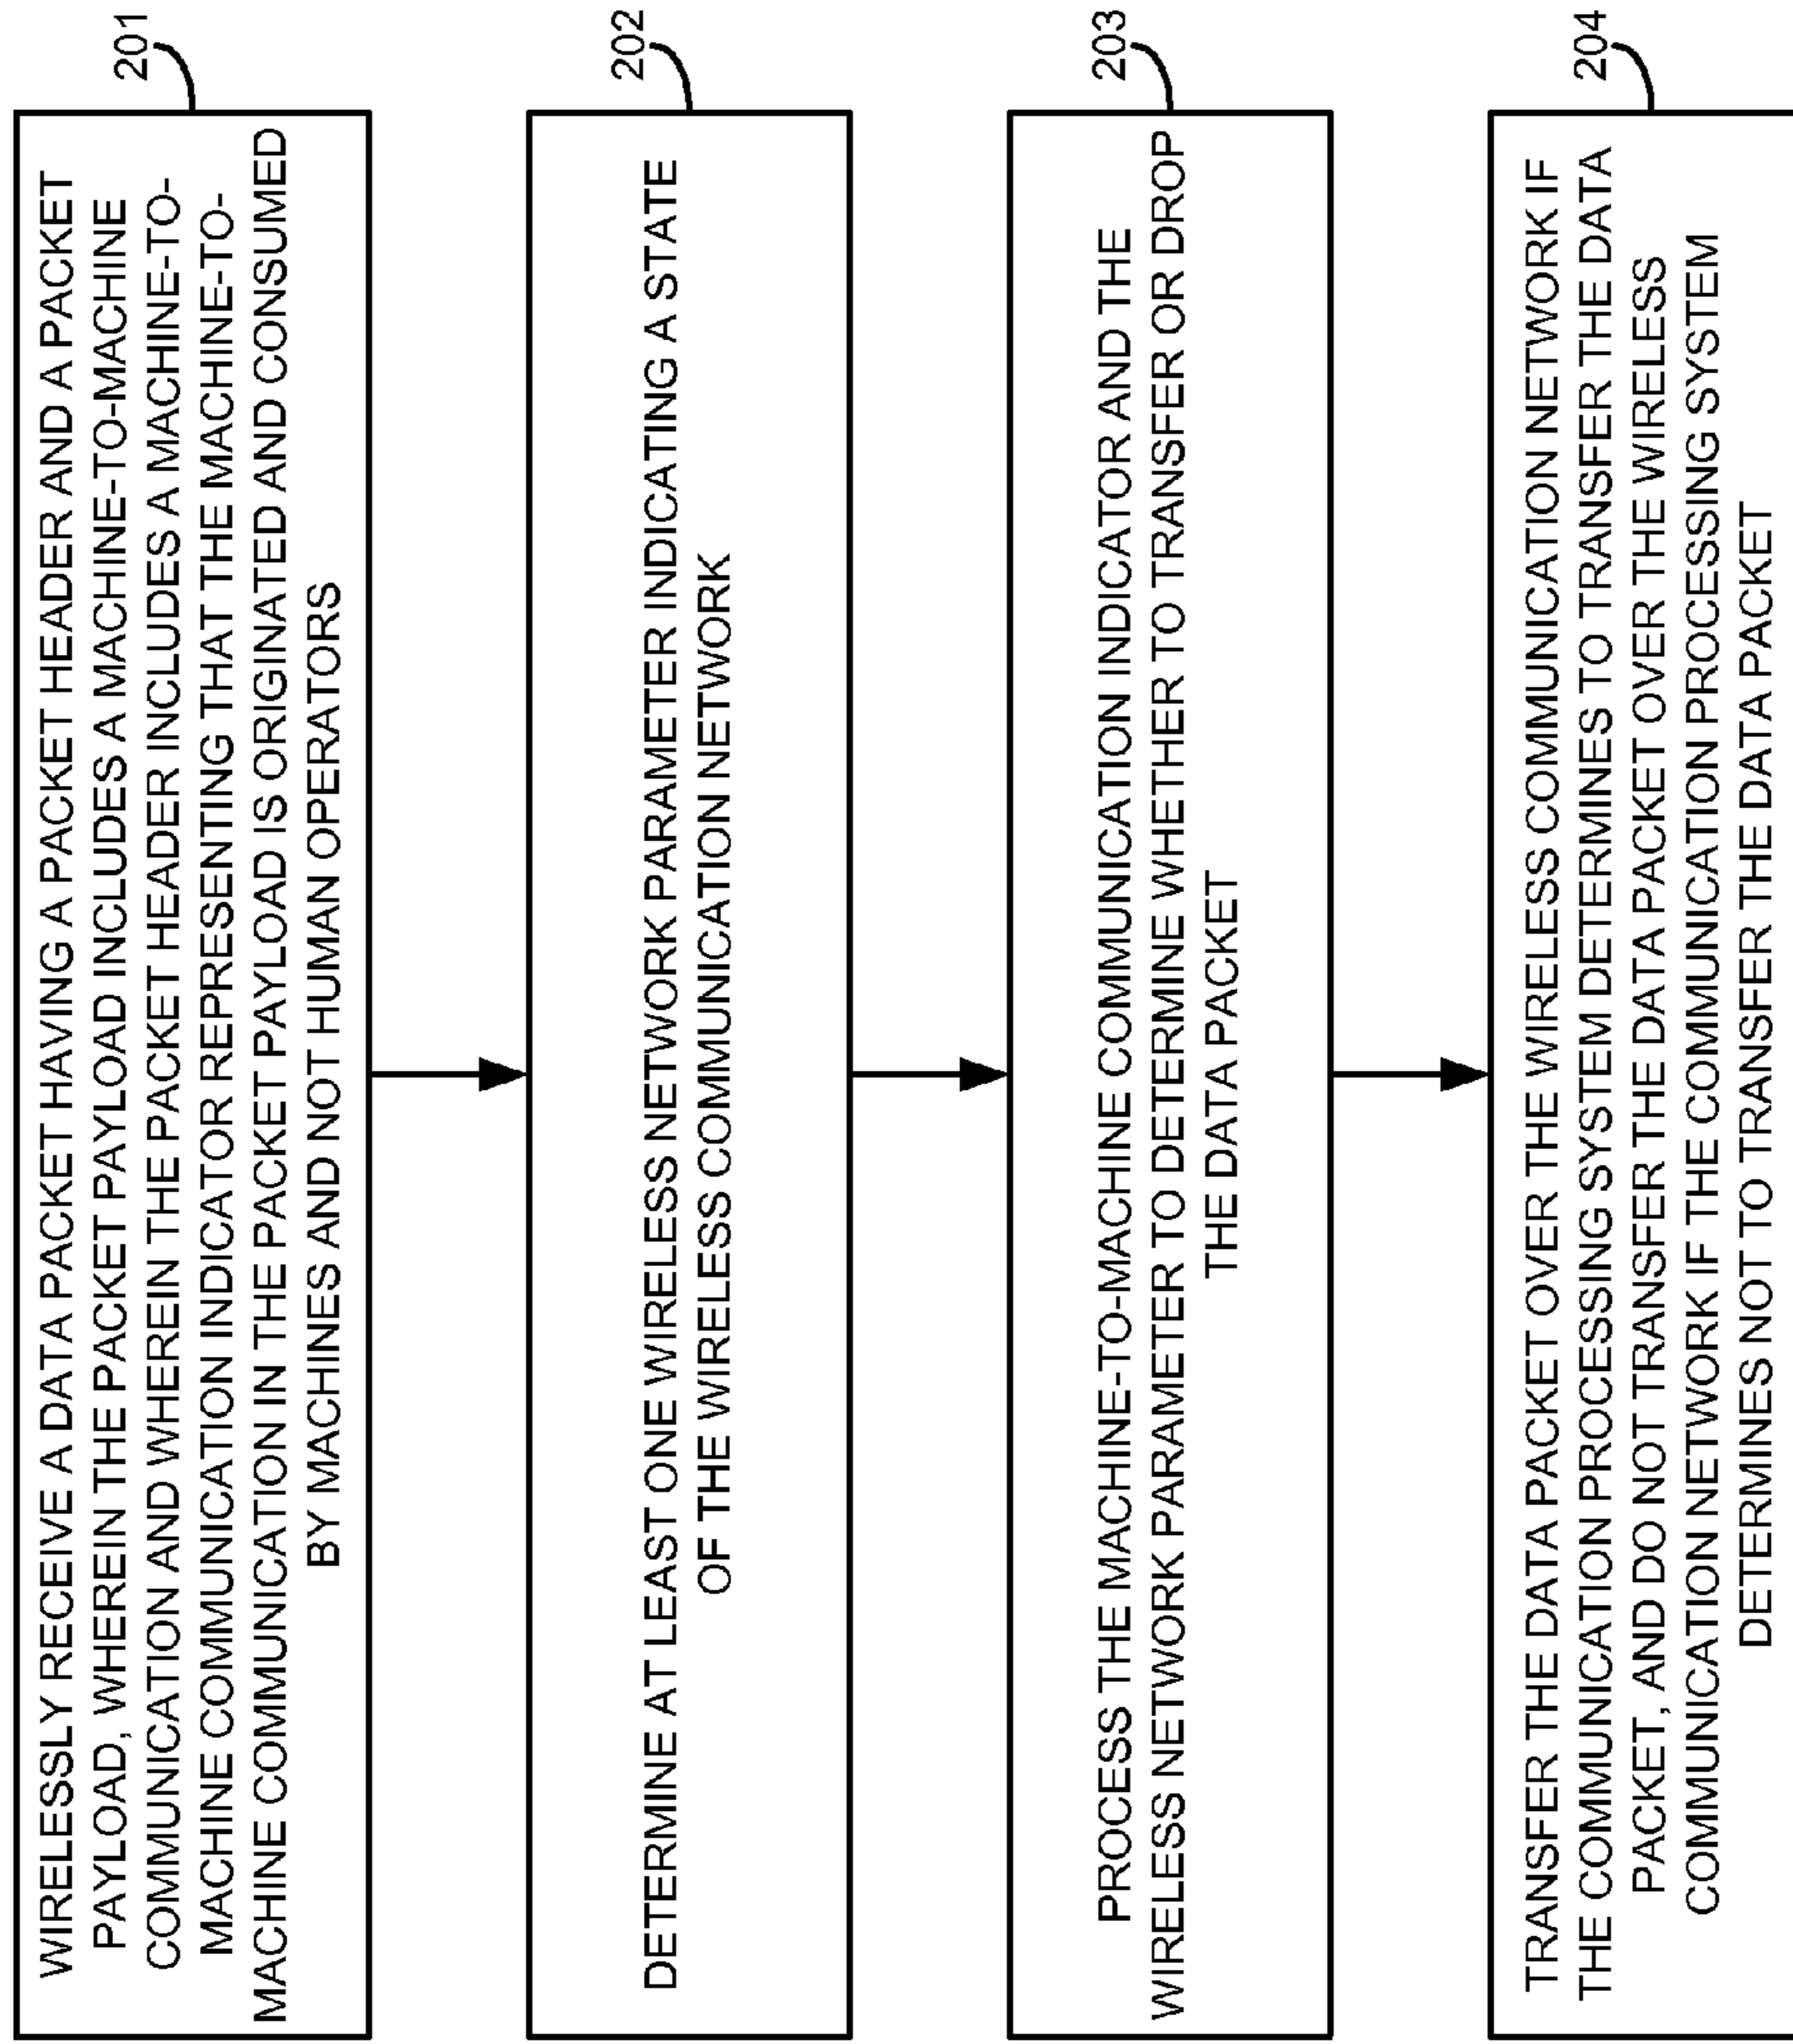 201
WIRELESSLY RECEIVE A DATA PACKET HAVING A PACKET HEADER AND A PACKET
PAYLOAD, WHEREIN THE PACKET PAYLOAD INCLUDES A MACHINE-TO-MACHINE
COMMUNICATION AND WHEREIN THE PACKET HEADER INCLUDES A MACHINE-TO-
MACHINE COMMUNICATION INDICATOR REPRESENTING THAT THE MACHINE-TO-
MACHINE COMMUNICATION IN THE PACKET PAYLOAD IS ORIGINATED AND CONSUMED
BY MACHINES AND NOT HUMAN OPERATORS
202
DETERMINE AT LEAST ONE WIRELESS NETWORK PARAMETER INDICATING A STATE
OF THE WIRELESS COMMUNICATION NETWORK
203
PROCESS THE MACHINE-TO-MACHINE COMMUNICATION INDICATOR AND THE
WIRELESS NETWORK PARAMETER TO DETERMINE WHETHER TO TRANSFER OR DROP
THE DATA PACKET
204
TRANSFER THE DATA PACKET OVER THE WIRELESS COMMUNICATION NETWORK IF
THE COMMUNICATION PROCESSING SYSTEM DETERMINES TO TRANSFER THE DATA
PACKET, AND DO NOT TRANSFER THE DATA PACKET OVER THE WIRELESS
COMMUNICATION NETWORK IF THE COMMUNICATION PROCESSING SYSTEM
DETERMINES NOT TO TRANSFER THE DATA PACKET